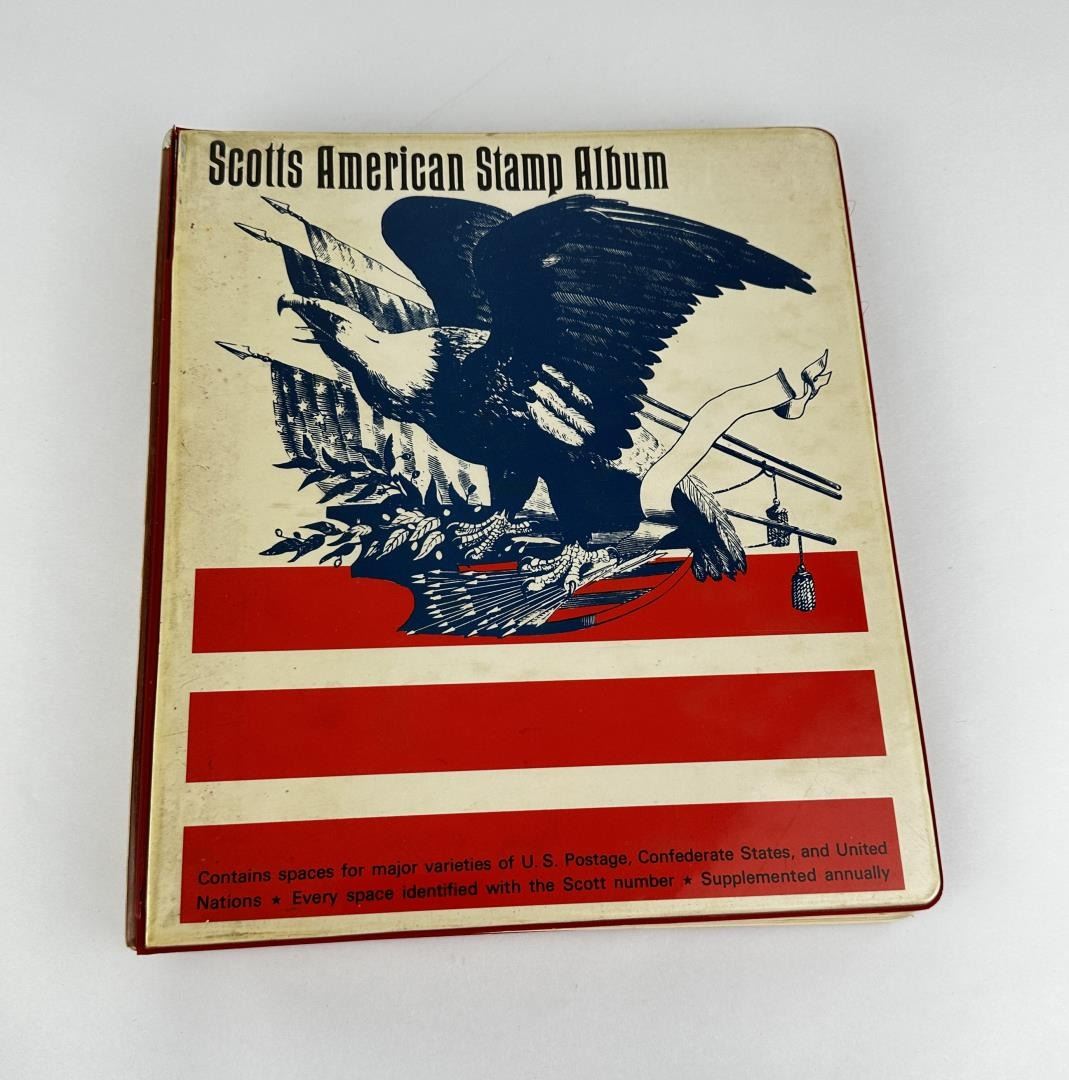 Scotts American Stamp Album
Contains spaces for major varieties of U.S. Postage, Confederate States, and United
Nations ★ Every space identified with the Scott number ★ Supplemented annually